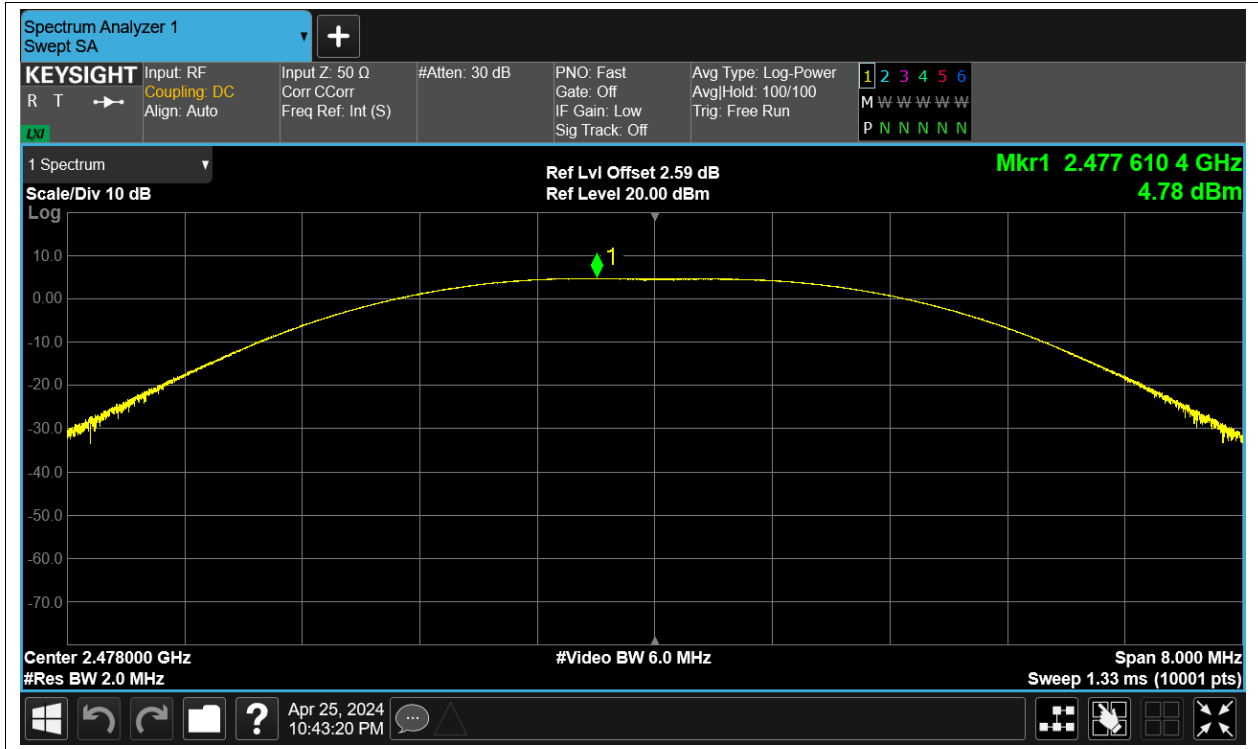 Spectrum Analyzer 1
Swept SA
+
KEYSIGHT
R T
LXI
Input: RF
Coupling: DC
Align: Auto
Input Z: 50 Ω
Corr CCorr
Freq Ref: Int (S)
#Atten: 30 dB
PNO: Fast
Gate: Off
IF Gain: Low
Sig Track: Off
Avg Type: Log-Power
Avg|Hold: 100/100
Trig: Free Run
1 2 3 4 5 6
M W W W W W W
P N N N N N N
1 Spectrum
Scale/Div 10 dB
Log
Ref Lvl Offset 2.59 dB
Ref Level 20.00 dBm
Mkr1 2.477 610 4 GHz
4.78 dBm
1
10.0
0.00
-10.0
-20.0
-30.0
-40.0
-50.0
-60.0
-70.0
Center 2.478000 GHz
#Res BW 2.0 MHz
#Video BW 6.0 MHz
Span 8.000 MHz
Sweep 1.33 ms (10001 pts)
?
Apr 25, 2024
10:43:20 PM